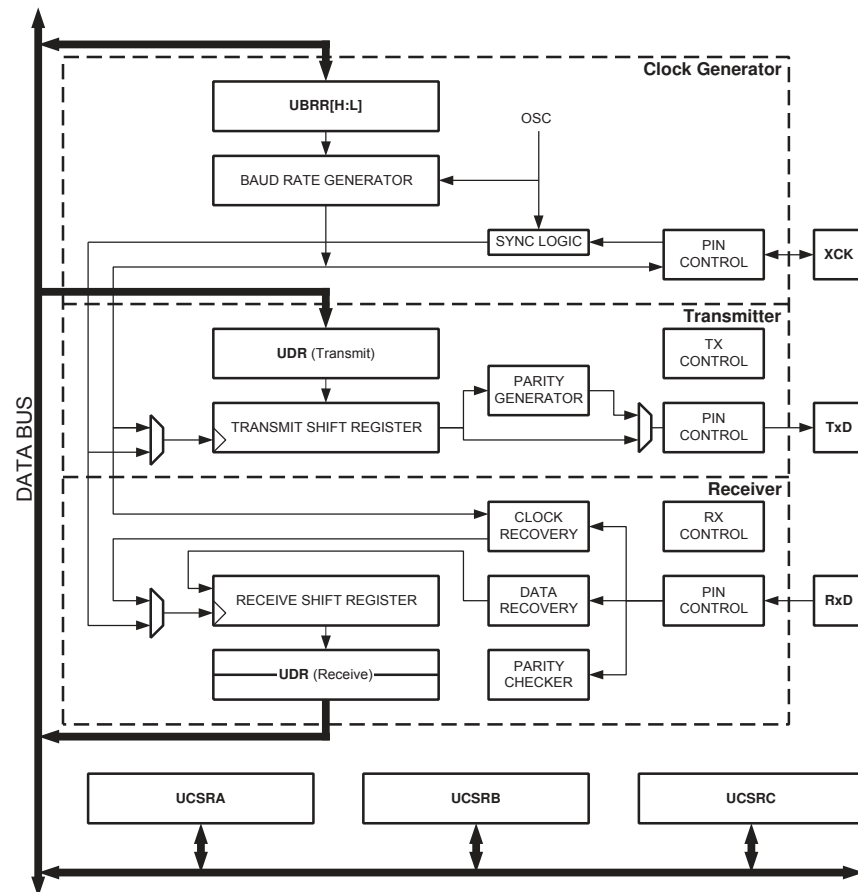 Clock Generator
UBRR[H:L]
OSC
BAUD RATE GENERATOR
SYNC LOGIC
PIN
CONTROL
XCK
Transmitter
UDR (Transmit)
TX
CONTROL
PARITY
GENERATOR
TRANSMIT SHIFT REGISTER
PIN
CONTROL
TxD
DATA BUS
Receiver
CLOCK
RECOVERY
RX
CONTROL
RECEIVE SHIFT REGISTER
DATA
RECOVERY
PIN
CONTROL
RxD
UDR (Receive)
PARITY
CHECKER
UCSRA
UCSRB
UCSRC